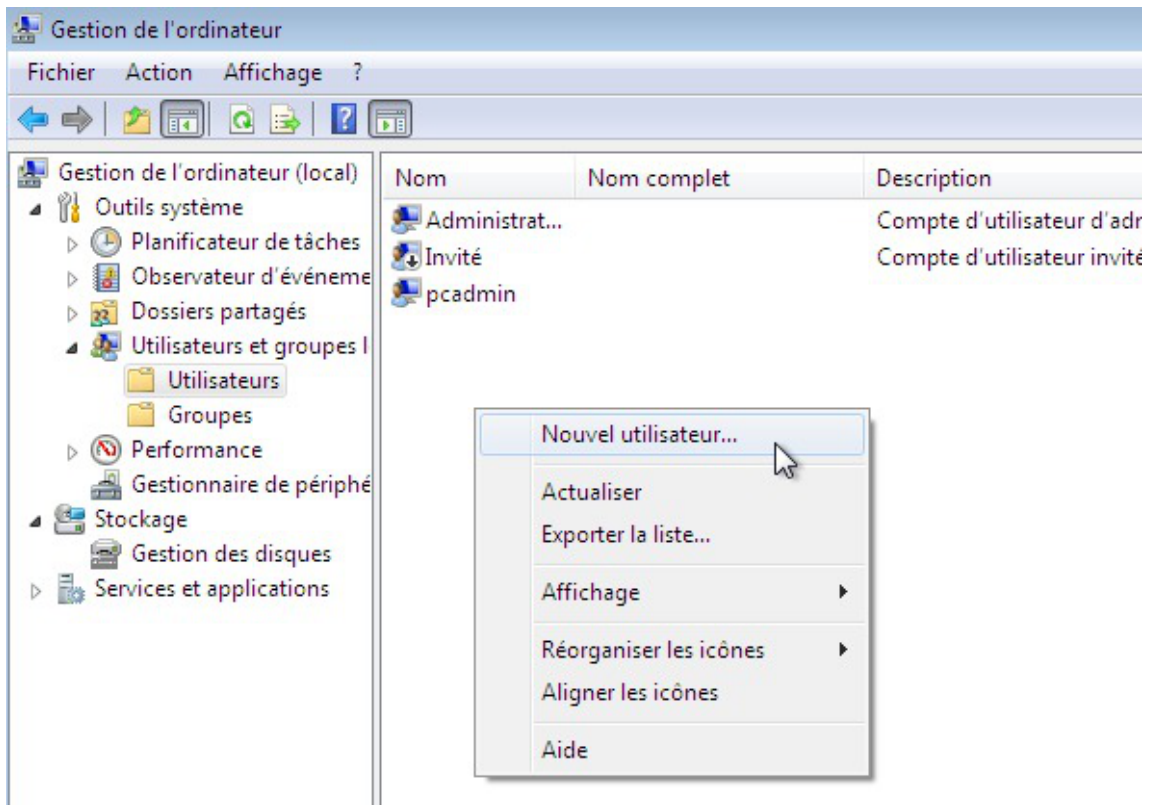 Gestion de l'ordinateur
Fichier Action Affichage ?
Gestion de l'ordinateur (local)
Outils système
Planificateur de tâches
Observateur d'événeme
Dossiers partagés
Utilisateurs et groupes l
Utilisateurs
Groupes
Performance
Gestionnaire de périphé
Stockage
Gestion des disques
Services et applications
Nom Nom complet Description
Administrat... Compte d'utilisateur d'adr
Invité Compte d'utilisateur invité
pcadmin
Nouvel utilisateur...
Actualiser
Exporter la liste...
Affichage
Réorganiser les icônes
Aligner les icônes
Aide